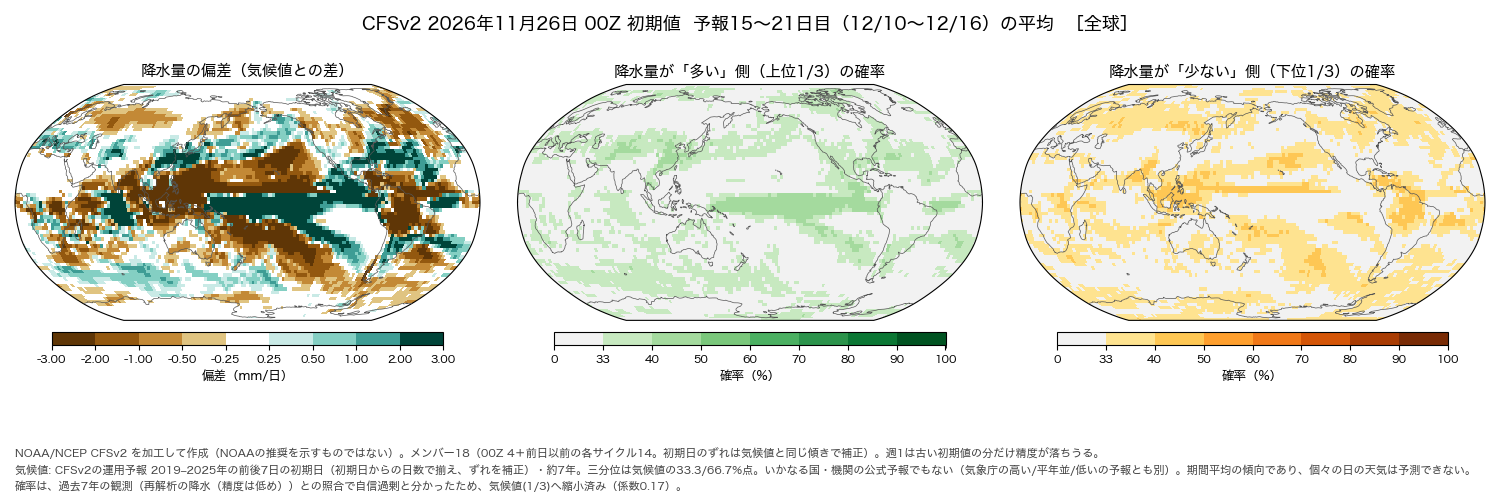 CFSv2 2026年11月26日 00Z 初期値 予報15～21日目（12/10～12/16）の平均 ［全球］
降水量の偏差（気候値との差）
降水量が「多い」側（上位1/3）の確率
降水量が「少ない」側（下位1/3）の確率
-3.00 -2.00 -1.00 -0.50 -0.25 0.25 0.50 1.00 2.00 3.00
偏差（mm/日）
0 33 40 50 60 70 80 90 100
確率（%）
0 33 40 50 60 70 80 90 100
確率（%）
NOAA/NCEP CFSv2 を加工して作成（NOAAの推奨を示すものではない）。メンバー18（00Z 4＋前日以前の各サイクル14。初期日のずれは気候値と同じ傾きで補正）。週1は古い初期値の分だけ精度が落ちうる。
気候値: CFSv2の運用予報 2019–2025年の前後7日の初期日（初期日からの日数で揃え、ずれを補正）・約7年。三分位は気候値の33.3/66.7%点。いかなる国・機関の公式予報でもない（気象庁の高い/平年並/低いの予報とも別）。期間平均の傾向であり、個々の日の天気は予測できない。
確率は、過去7年の観測（再解析の降水（精度は低め））との照合で自信過剰と分かったため、気候値(1/3)へ縮小済み（係数0.17）。